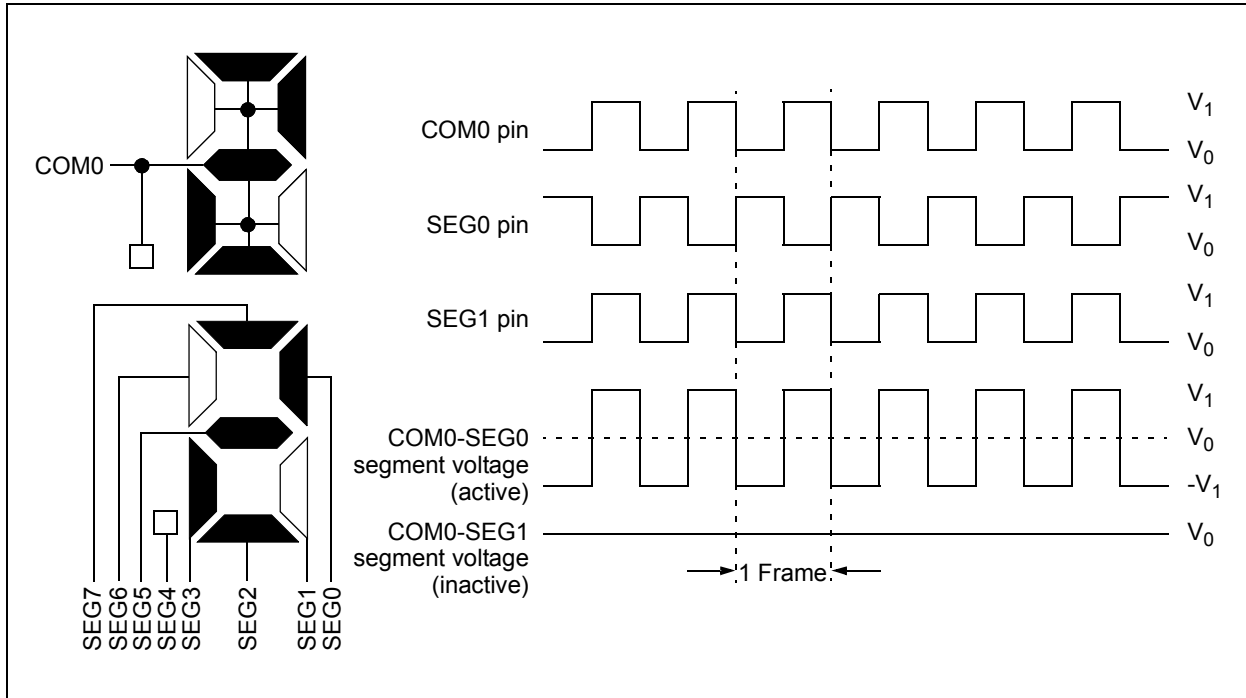 COM0
SEG7
SEG6
SEG5
SEG4
SEG3
SEG2
SEG1
SEG0
COM0 pin
V1
V0
SEG0 pin
V1
V0
SEG1 pin
V1
V0
COM0-SEG0
segment voltage
(active)
V1
V0
-V1
COM0-SEG1
segment voltage
(inactive)
V0
1 Frame